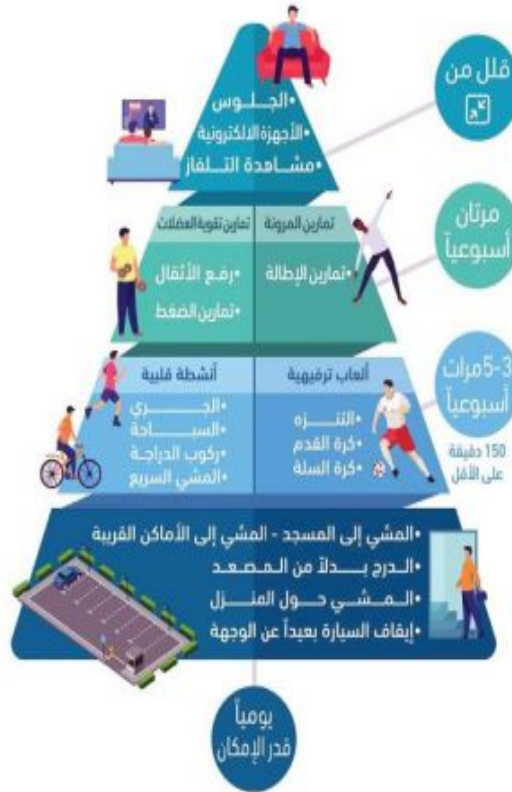 قلل من
•الجلوس
•الأجهزة الالكترونية
•مشاهدة التلفاز
مرتان
أسبوعياً
تمارين المرونة
•تمارين الإطالة
تمارين تقوية العضلات
•رفع الأثقال
•تمارين الضغط
3-5مرات
أسبوعياً
150 دقيقة
على الأقل
ألعاب ترفيهية
•التنزه
•كرة القدم
•كرة السلة
أنشطة قلبية
•الجري
•السباحة
•ركوب الدراجة
•المشي السريع
•المشي إلى المسجد - المشي إلى الأماكن القريبة
•الدرج بدلاً من المصعد
•المشي حول المنزل
•إيقاف السيارة بعيداً عن الوجهة
يومياً
قدر الإمكان